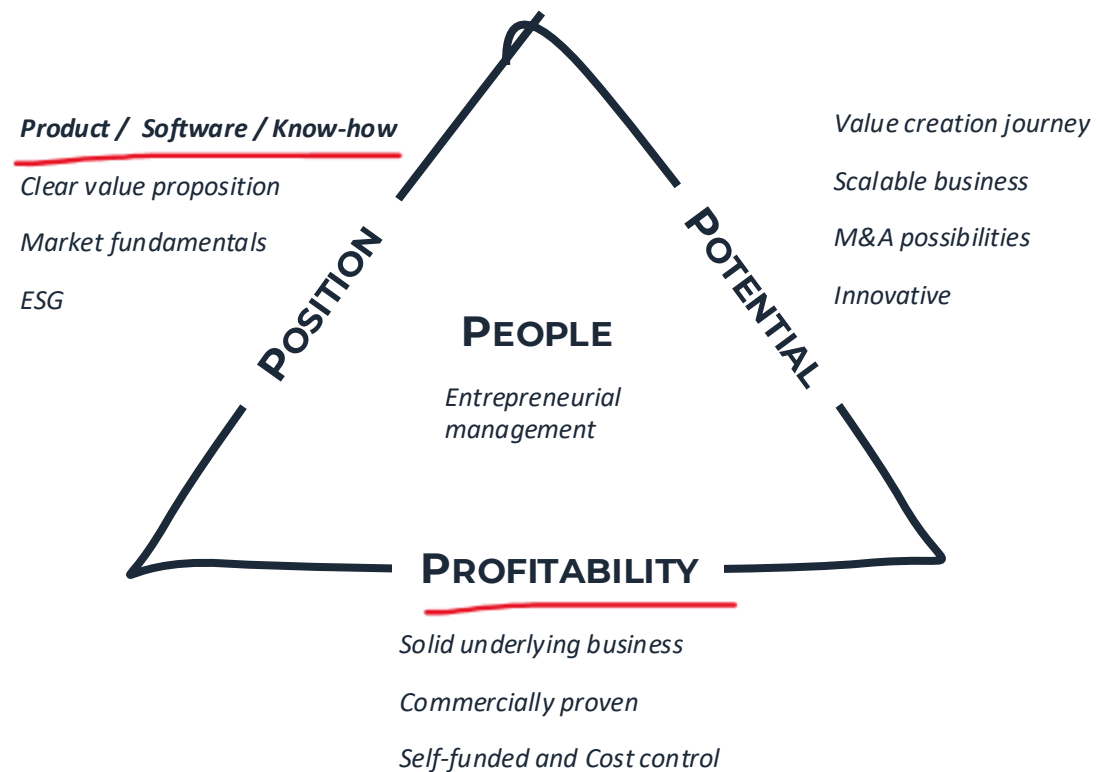 Product / Software / Know-how
Clear value proposition
Market fundamentals
ESG
POSITION
PEOPLE
Entrepreneurial
management
POTENTIAL
Value creation journey
Scalable business
M&A possibilities
Innovative
PROFITABILITY
Solid underlying business
Commercially proven
Self-funded and Cost control